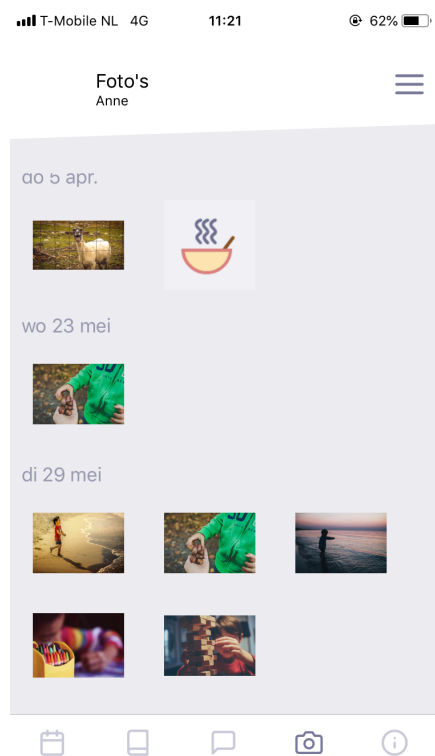 T-Mobile NL 4G 11:21 62%
Foto's
Anne
do 5 apr.
wo 23 mei
di 29 mei